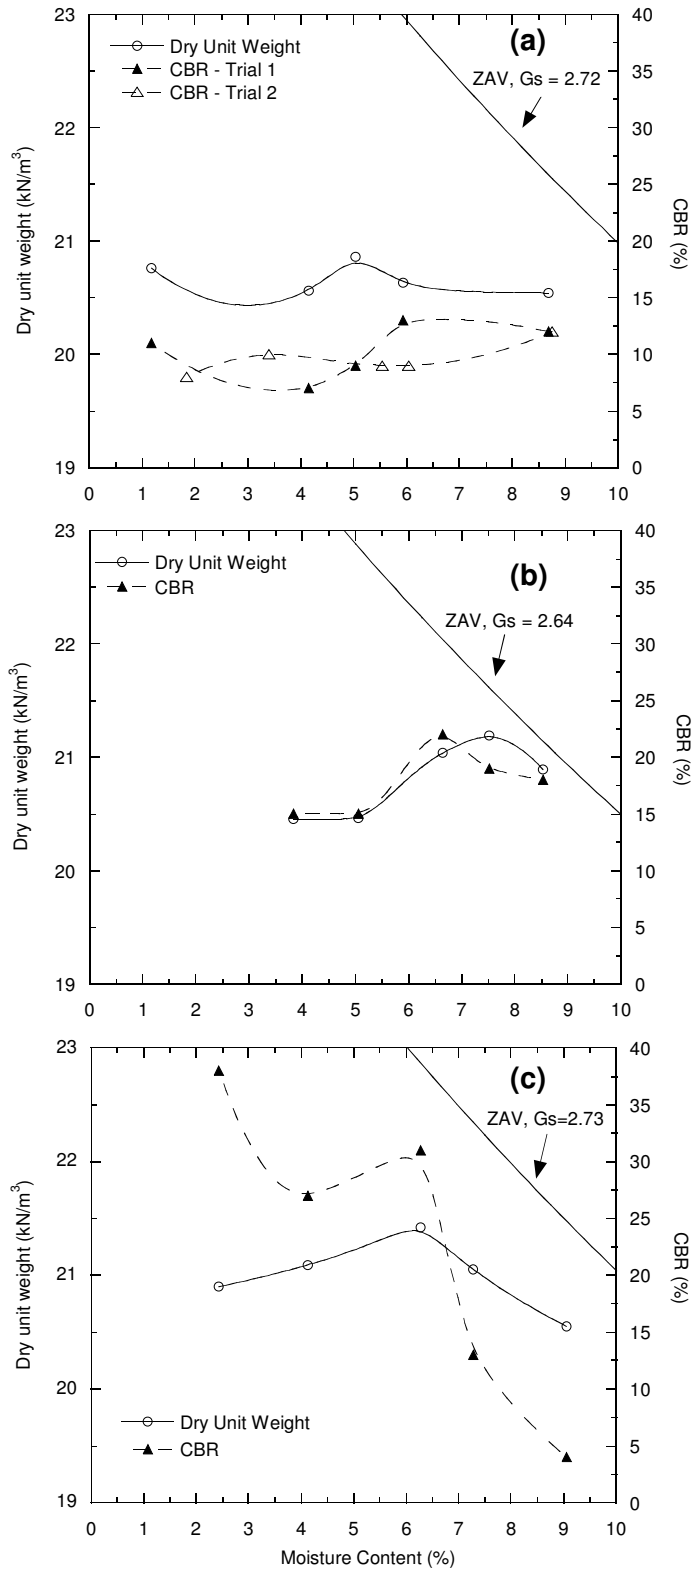 23
22
21
20
19
Dry unit weight (kN/m³)
Dry Unit Weight
CBR - Trial 1
CBR - Trial 2
(a)
ZAV, Gs = 2.72
40
35
30
25
20
15
10
5
0
CBR (%)
0 1 2 3 4 5 6 7 8 9 10
23
22
21
20
19
Dry unit weight (kN/m³)
Dry Unit Weight
CBR
(b)
ZAV, Gs = 2.64
40
35
30
25
20
15
10
5
0
CBR (%)
0 1 2 3 4 5 6 7 8 9 10
23
22
21
20
19
Dry unit weight (kN/m³)
(c)
ZAV, Gs=2.73
Dry Unit Weight
CBR
40
35
30
25
20
15
10
5
0
CBR (%)
0 1 2 3 4 5 6 7 8 9 10
Moisture Content (%)